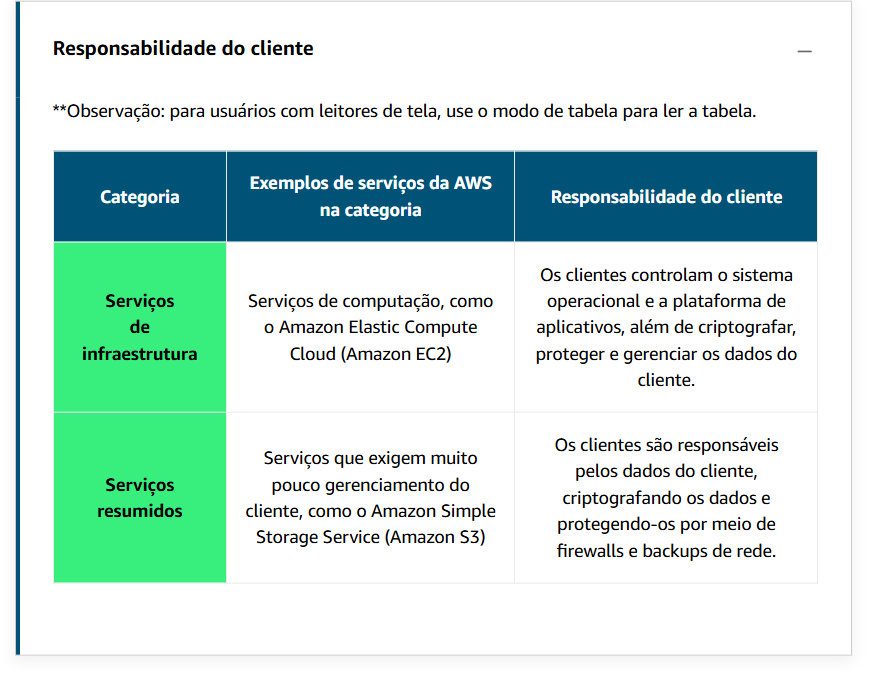 Responsabilidade do cliente
**Observação: para usuários com leitores de tela, use o modo de tabela para ler a tabela.
Categoria
Exemplos de serviços da AWS
na categoria
Responsabilidade do cliente
Serviços
de
infraestrutura
Serviços de computação, como
o Amazon Elastic Compute
Cloud (Amazon EC2)
Os clientes controlam o sistema
operacional e a plataforma de
aplicativos, além de criptografar,
proteger e gerenciar os dados do
cliente.
Serviços
resumidos
Serviços que exigem muito
pouco gerenciamento do
cliente, como o Amazon Simple
Storage Service (Amazon S3)
Os clientes são responsáveis
pelos dados do cliente,
criptografando os dados e
protegendo-os por meio de
firewalls e backups de rede.